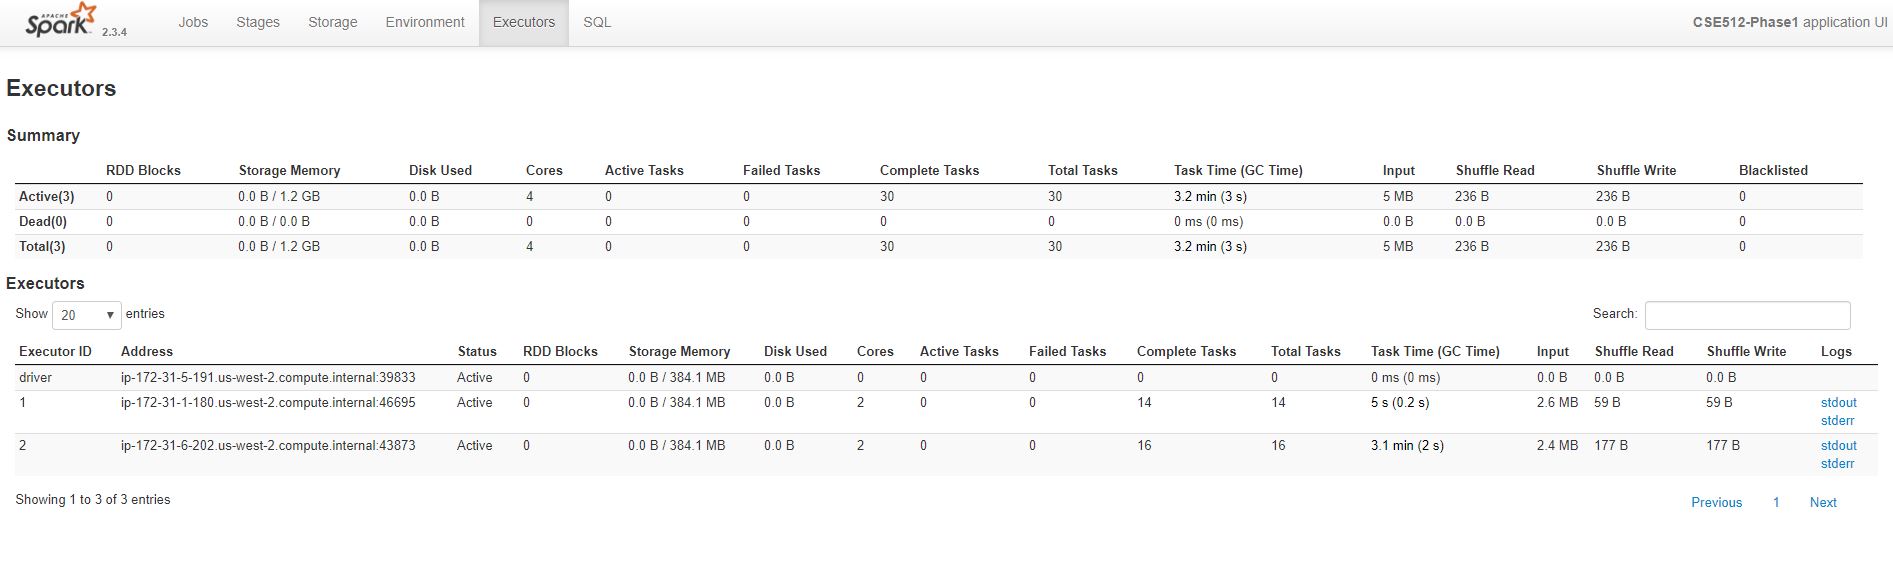 APACHE Spark 2.3.4 Jobs Stages Storage Environment Executors SQL CSE512-Phase1 application UI
Executors
Summary
RDD Blocks Storage Memory Disk Used Cores Active Tasks Failed Tasks Complete Tasks Total Tasks Task Time (GC Time) Input Shuffle Read Shuffle Write Blacklisted
Active(3) 0 0.0 B / 1.2 GB 0.0 B 4 0 0 30 30 3.2 min (3 s) 5 MB 236 B 236 B 0
Dead(0) 0 0.0 B / 0.0 B 0.0 B 0 0 0 0 0 0 ms (0 ms) 0.0 B 0.0 B 0.0 B 0
Total(3) 0 0.0 B / 1.2 GB 0.0 B 4 0 0 30 30 3.2 min (3 s) 5 MB 236 B 236 B 0
Executors
Show 20 entries Search:
Executor ID Address Status RDD Blocks Storage Memory Disk Used Cores Active Tasks Failed Tasks Complete Tasks Total Tasks Task Time (GC Time) Input Shuffle Read Shuffle Write Logs
driver ip-172-31-5-191.us-west-2.compute.internal:39833 Active 0 0.0 B / 384.1 MB 0.0 B 0 0 0 0 0 0 ms (0 ms) 0.0 B 0.0 B 0.0 B
1 ip-172-31-1-180.us-west-2.compute.internal:46695 Active 0 0.0 B / 384.1 MB 0.0 B 2 0 0 14 14 5 s (0.2 s) 2.6 MB 59 B 59 B stdout
stderr
2 ip-172-31-6-202.us-west-2.compute.internal:43873 Active 0 0.0 B / 384.1 MB 0.0 B 2 0 0 16 16 3.1 min (2 s) 2.4 MB 177 B 177 B stdout
stderr
Showing 1 to 3 of 3 entries Previous 1 Next